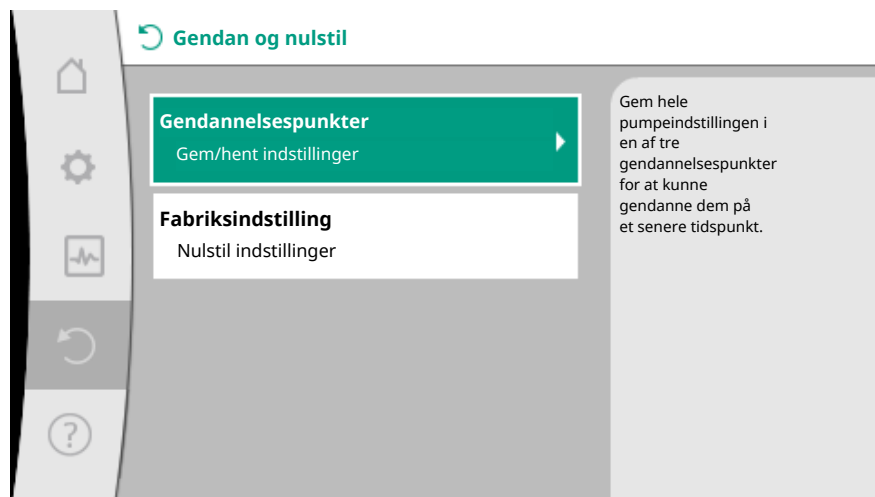 Gendan og nulstil
Gendannelsespunkter
Gem/hent indstillinger
Fabriksindstilling
Nulstil indstillinger
Gem hele
pumpeindstillingen i
en af tre
gendannelsespunkter
for at kunne
gendanne dem på
et senere tidspunkt.
?